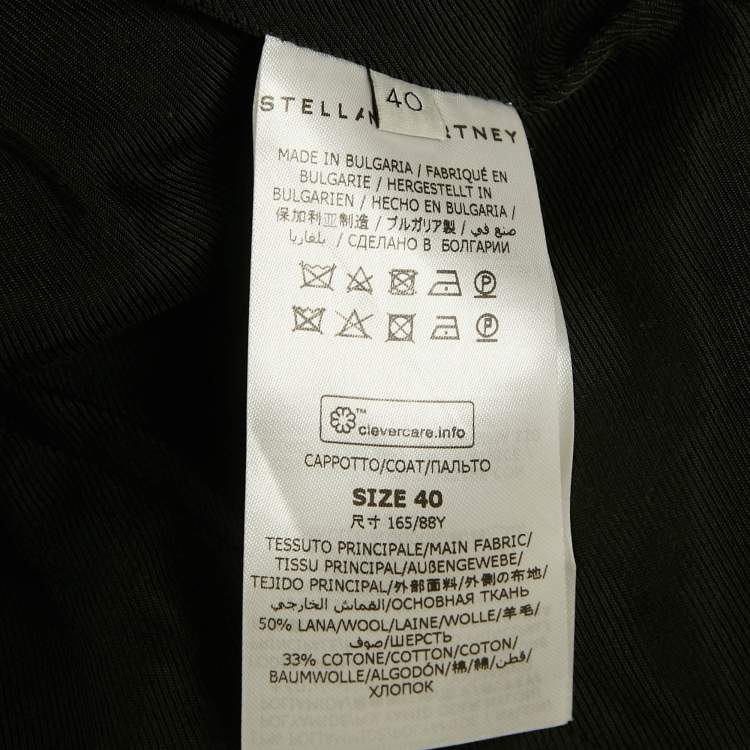 40
STELLA RTNEY
MADE IN BULGARIA / FABRIQUÉ EN
BULGARIE / HERGESTELLT IN
BULGARIEN / HECHO EN BULGARIA /
保加利亚制造 / ブルガリア製 / صنع في
بلغاريا / СДЕЛАНО В БОЛГАРИИ
P
P
™
clevercare.info
CAPPOTTO/COAT/ПАЛЬТО
SIZE 40
尺寸 165/88Y
TESSUTO PRINCIPALE/MAIN FABRIC/
TISSU PRINCIPAL/AUßENGEWEBE/
TEJIDO PRINCIPAL/外部面料/外側の布地/
القماش الخارجي/ОСНОВНАЯ ТКАНЬ
50% LANA/WOOL/LAINE/WOLLE/羊毛/
صوف/ШЕРСТЬ
33% COTONE/COTTON/COTON/
BAUMWOLLE/ALGODÓN/棉/綿/قطن/
ХЛОПОК